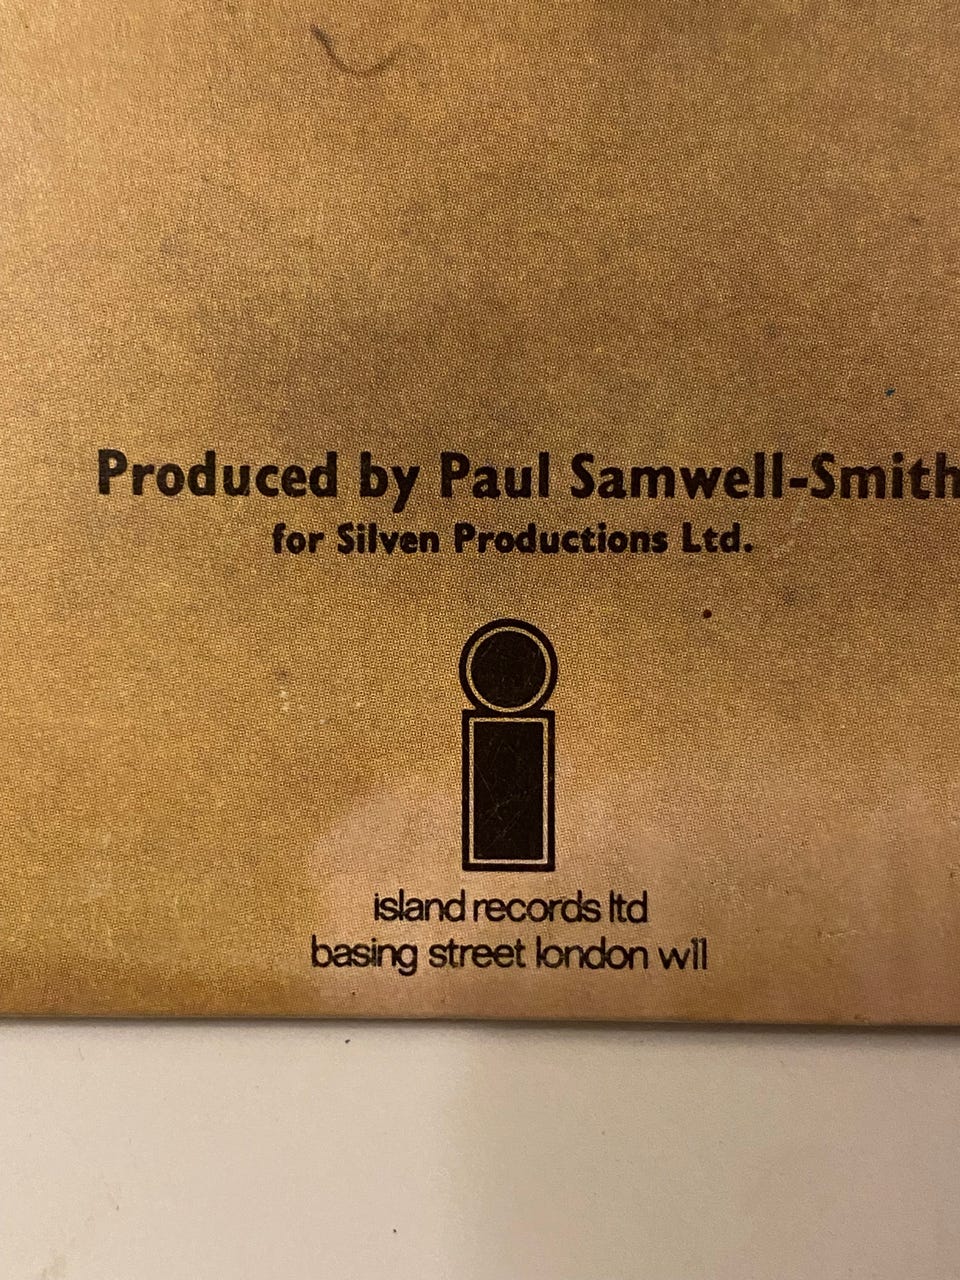 Produced by Paul Samwell-Smith
for Silven Productions Ltd.
i
island records ltd
basing street london w11